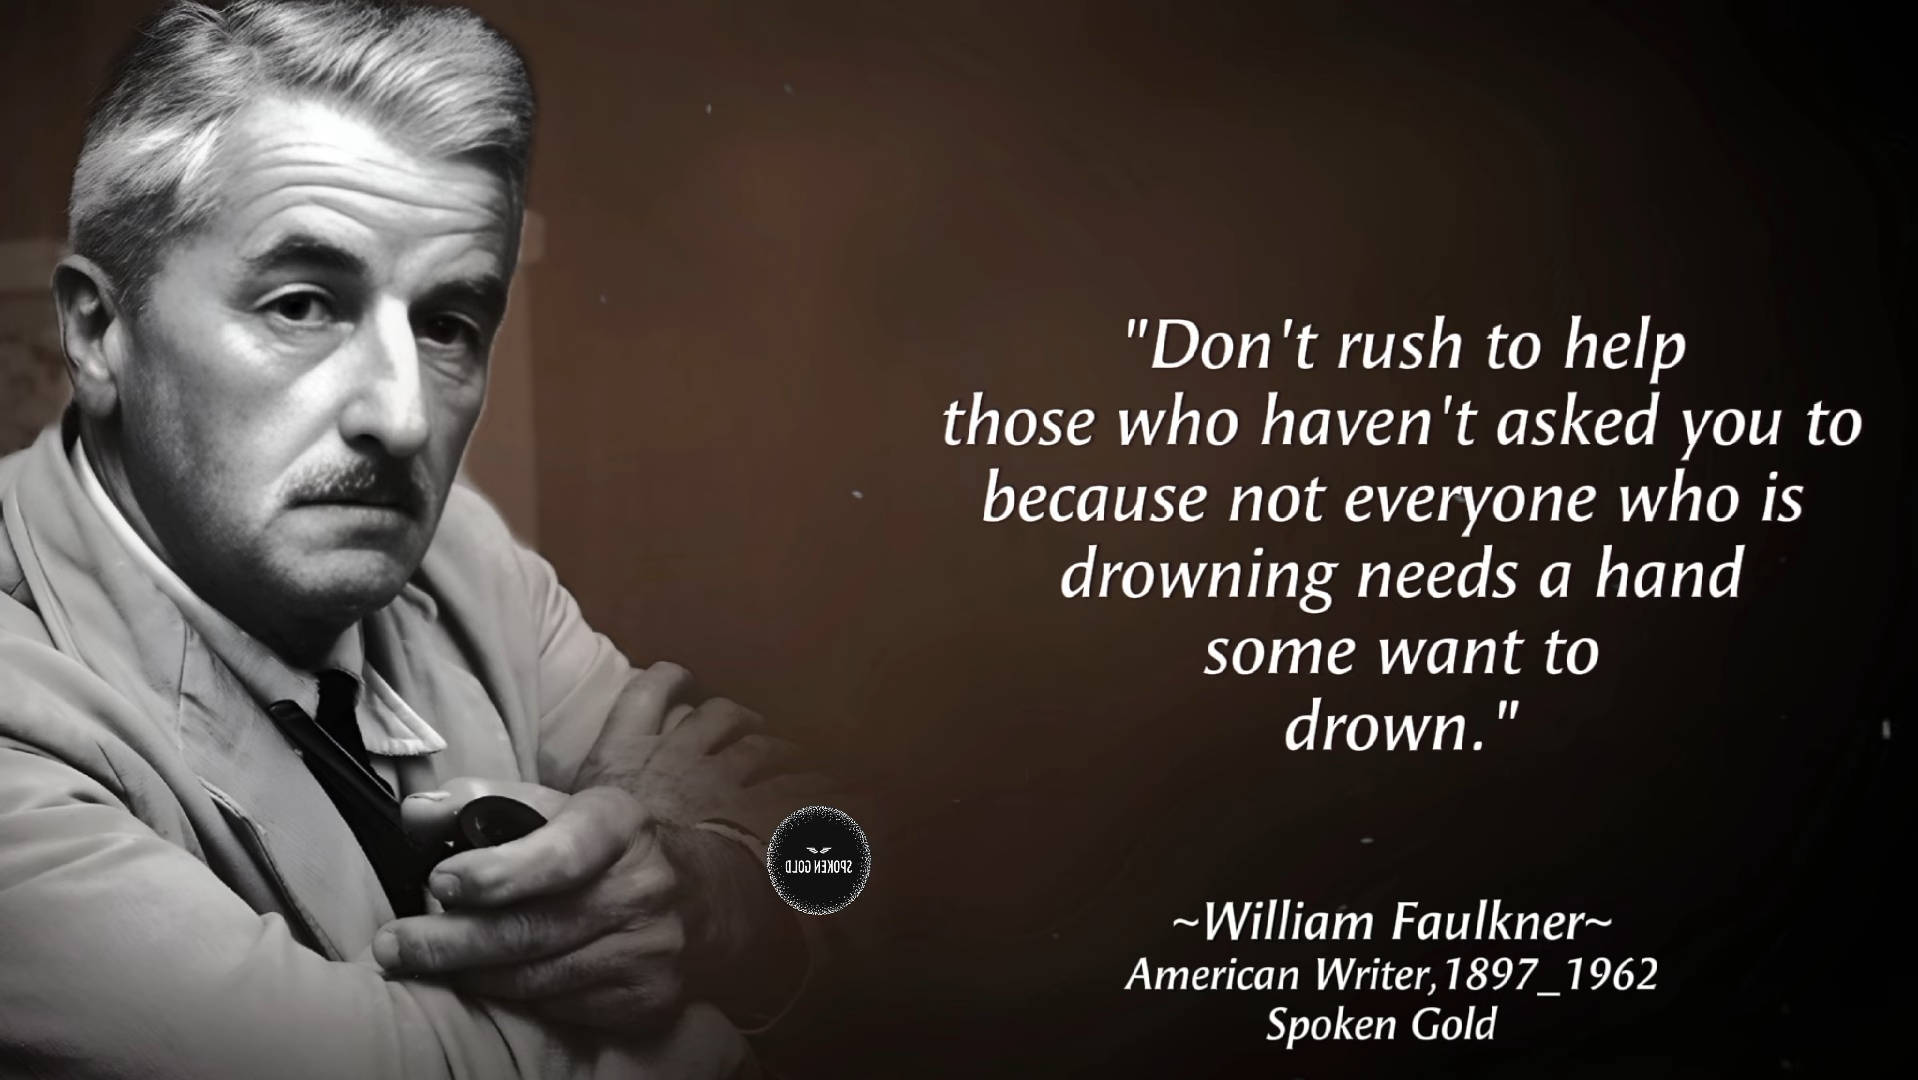 "Don't rush to help
those who haven't asked you to
because not everyone who is
drowning needs a hand
some want to
drown."
SPOKEN GOLD
~William Faulkner~
American Writer,1897_1962
Spoken Gold